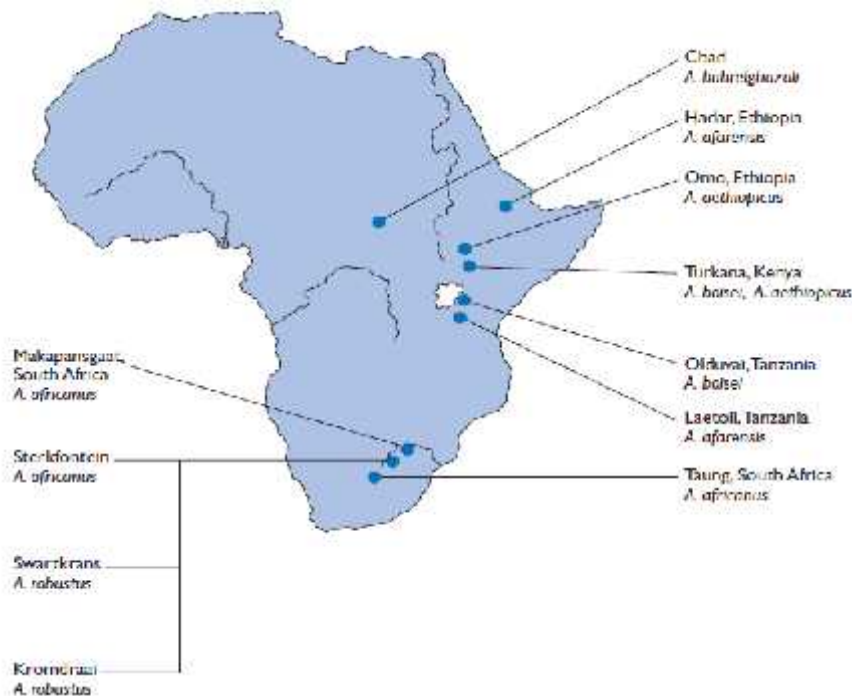 Chad
A. bahrelghazali
Hadar, Ethiopia
A. afarensis
Omo, Ethiopia
A. aethiopicus
Turkana, Kenya
A. boisei, A. aethiopicus
Olduvai, Tanzania
A. boisei
Laetoli, Tanzania
A. afarensis
Taung, South Africa
A. africanus
Makapansgaat,
South Africa
A. africanus
Sterkfontein
A. africanus
Swartkrans
A. robustus
Kromdraai
A. robustus